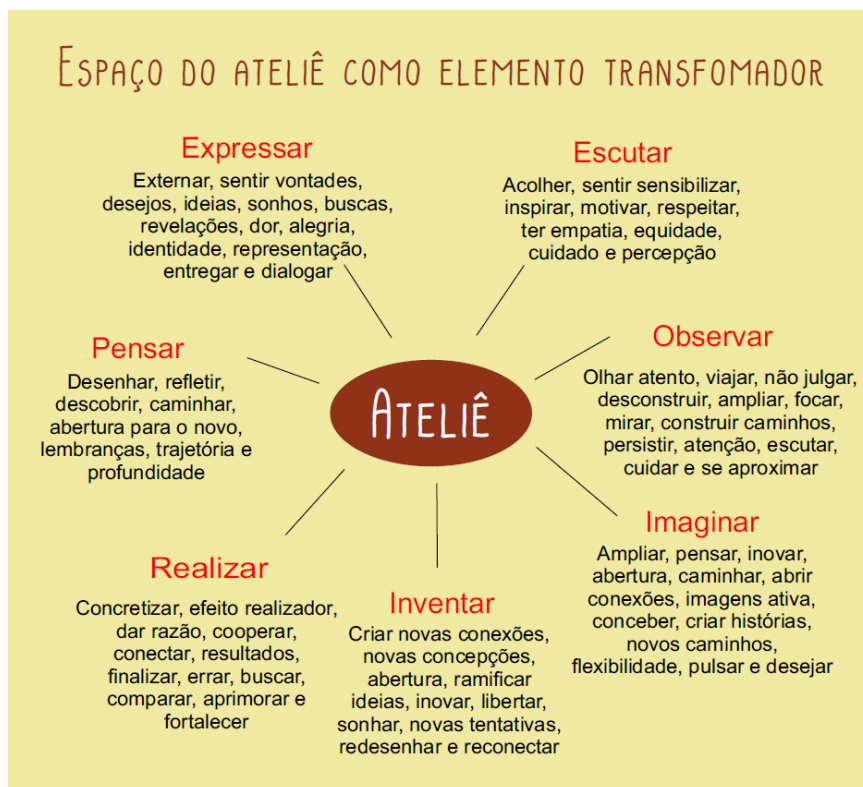 ESPAÇO DO ATELIÊ COMO ELEMENTO TRANSFOMADOR
Expressar
Externar, sentir vontades,
desejos, ideias, sonhos, buscas,
revelações, dor, alegria,
identidade, representação,
entregar e dialogar
Escutar
Acolher, sentir sensibilizar,
inspirar, motivar, respeitar,
ter empatia, equidade,
cuidado e percepção
Pensar
Desenhar, refletir,
descobrir, caminhar,
abertura para o novo,
lembranças, trajetória e
profundidade
ATELIÊ
Observar
Olhar atento, viajar, não julgar,
desconstruir, ampliar, focar,
mirar, construir caminhos,
persistir, atenção, escutar,
cuidar e se aproximar
Realizar
Concretizar, efeito realizador,
dar razão, cooperar,
conectar, resultados,
finalizar, errar, buscar,
comparar, aprimorar e
fortalecer
Inventar
Criar novas conexões,
novas concepções,
abertura, ramificar
ideias, inovar, libertar,
sonhar, novas tentativas,
redesenhar e reconectar
Imaginar
Ampliar, pensar, inovar,
abertura, caminhar, abrir
conexões, imagens ativa,
conceber, criar histórias,
novos caminhos,
flexibilidade, pulsar e desejar